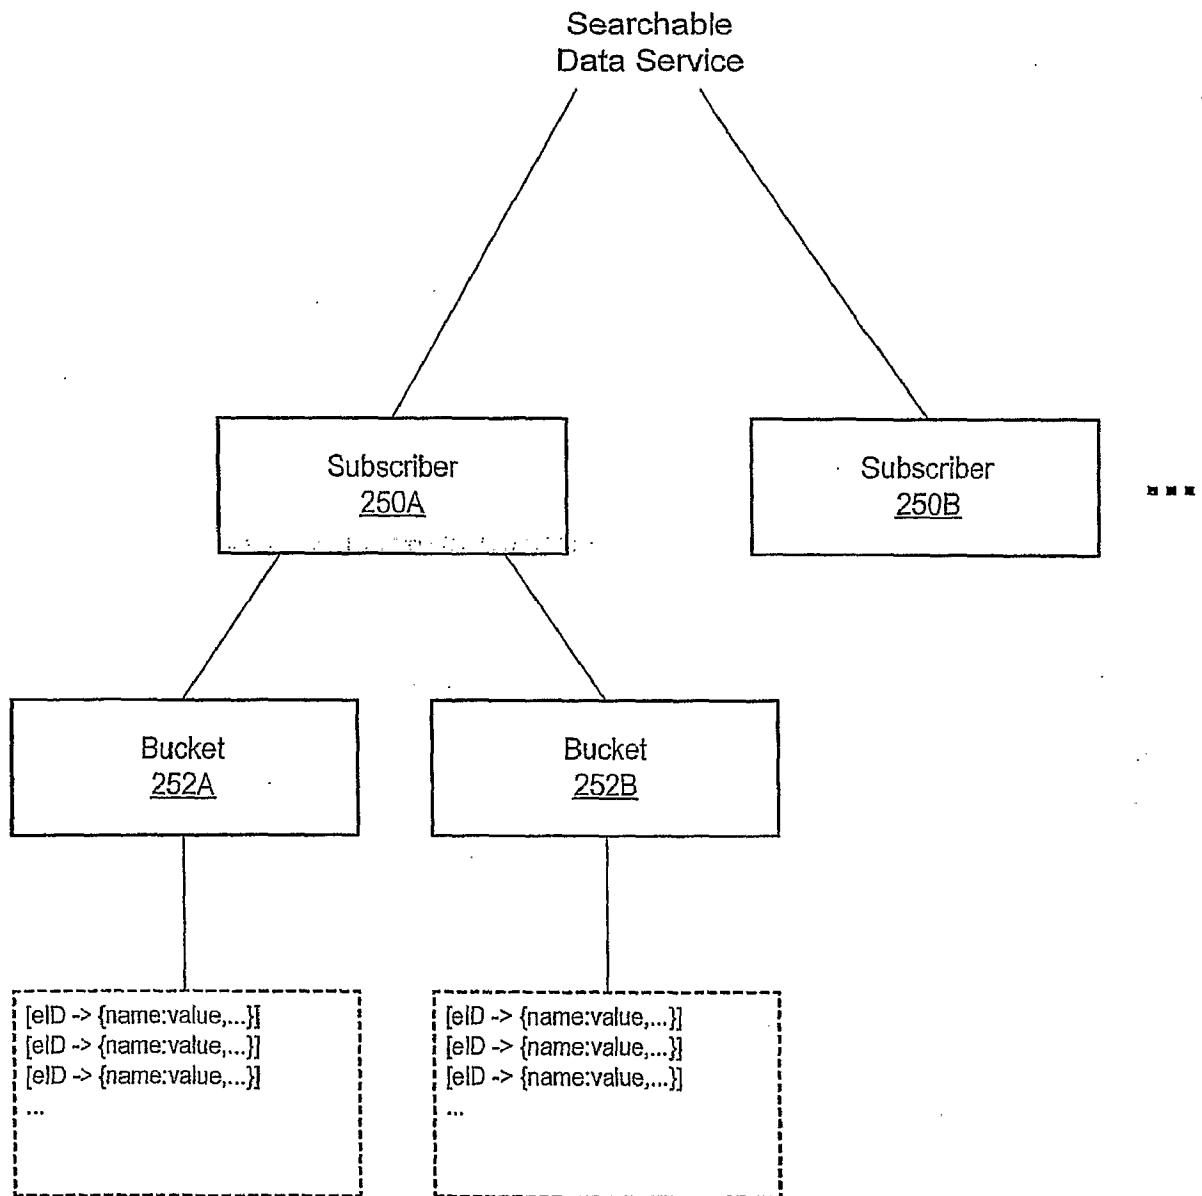 Searchable
Data Service
Subscriber
250A
Subscriber
250B
...
Bucket
252A
Bucket
252B
[eID -> {name:value,...}]
[eID -> {name:value,...}]
[eID -> {name:value,...}]
...
[eID -> {name:value,...}]
[eID -> {name:value,...}]
[eID -> {name:value,...}]
...